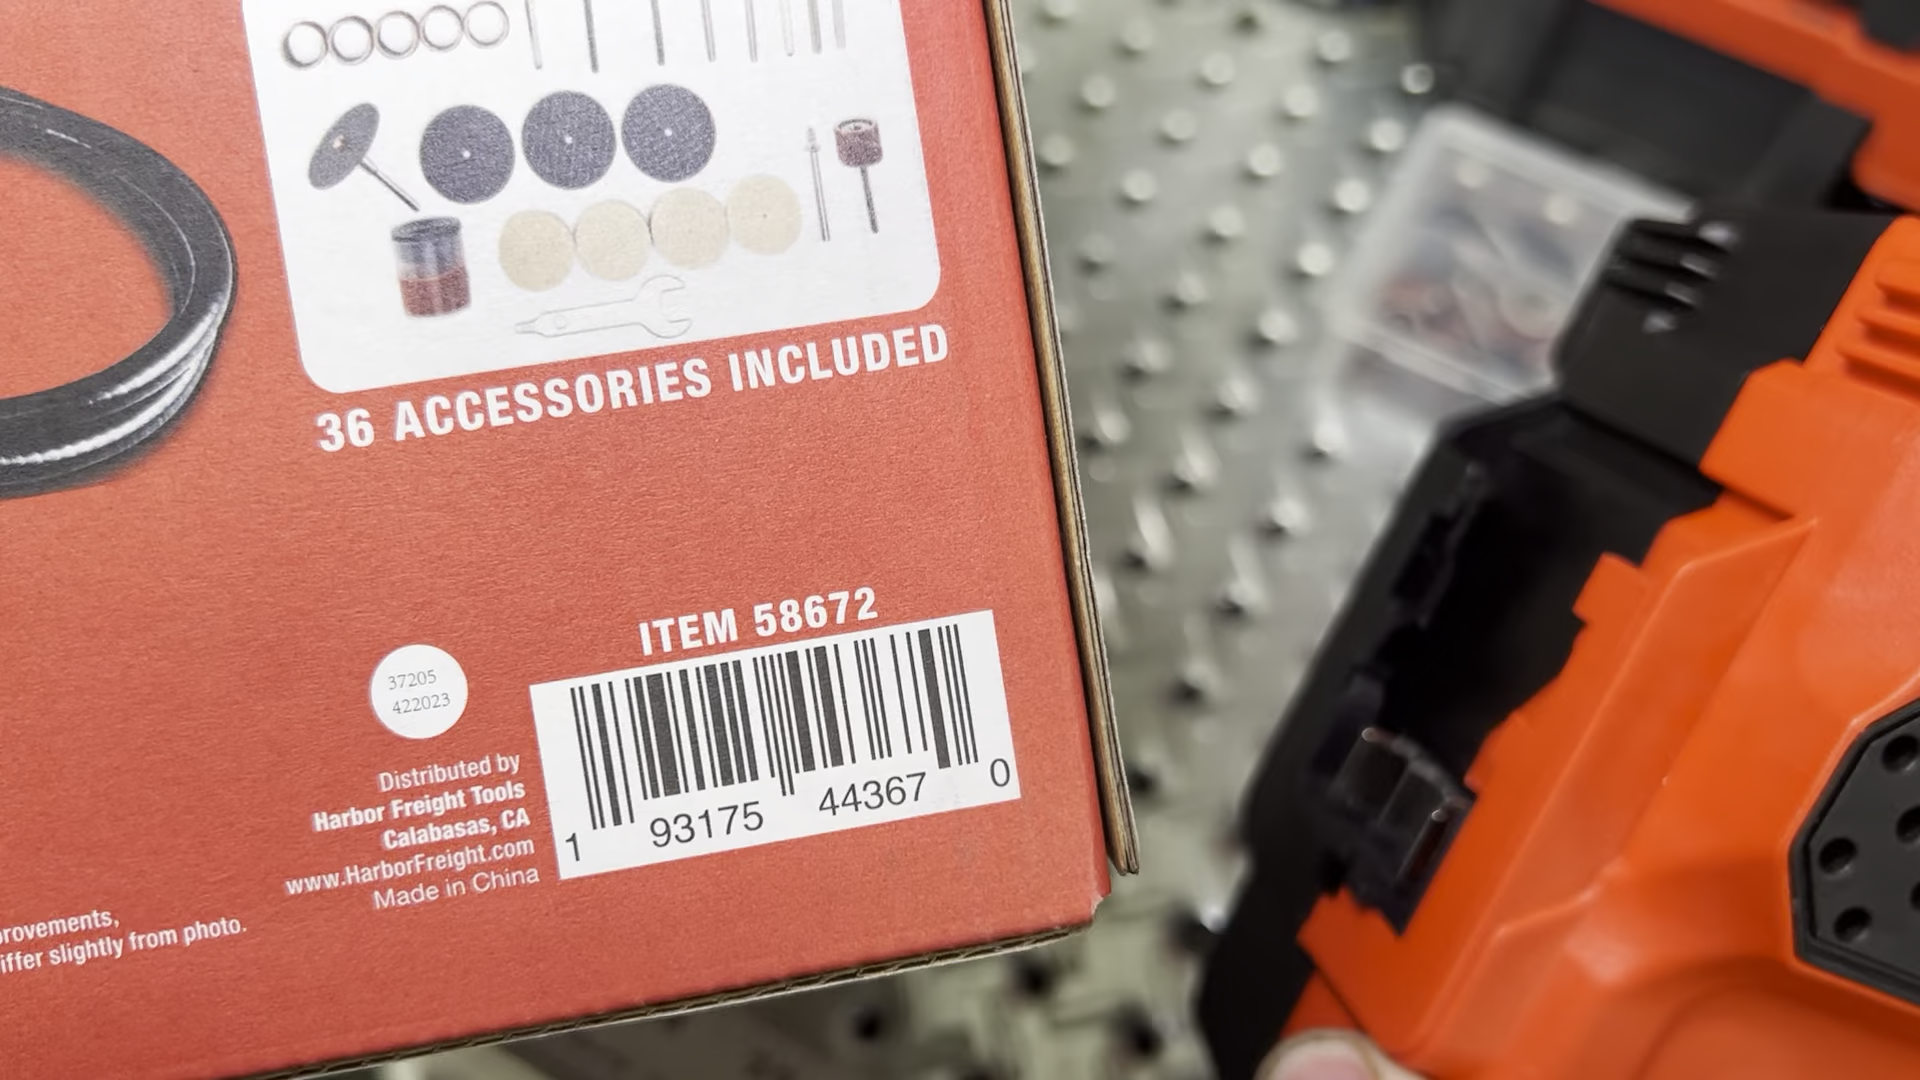 36 ACCESSORIES INCLUDED
ITEM 58672
37205
422023
Distributed by
Harbor Freight Tools
Calabasas, CA
www.HarborFreight.com
Made in China
1 93175 44367 0
rovements,
iffer slightly from photo.